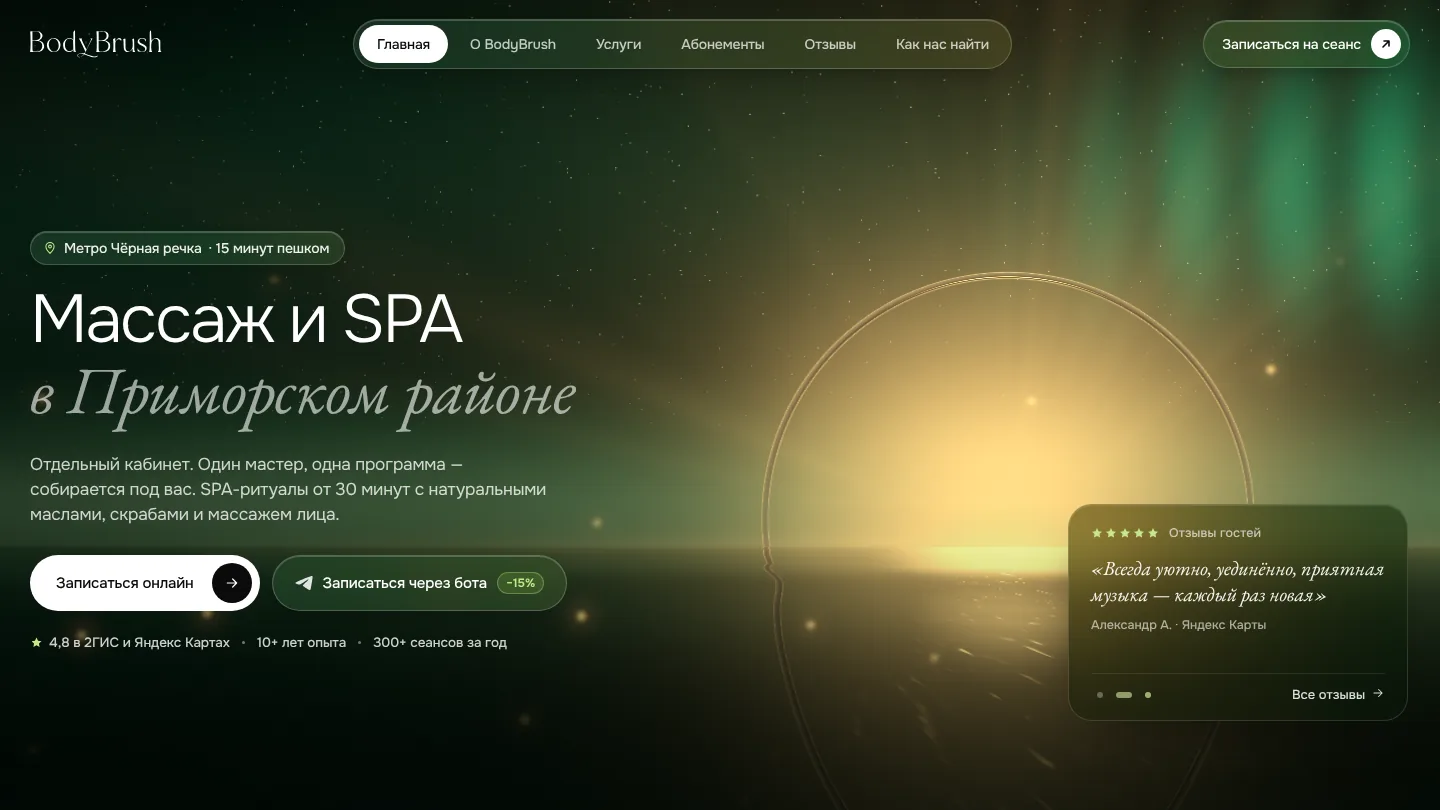 BodyBrush
Главная
О BodyBrush
Услуги
Абонементы
Отзывы
Как нас найти
Записаться на сеанс
Метро Чёрная речка · 15 минут пешком
Массаж и SPA
в Приморском районе
Отдельный кабинет. Один мастер, одна программа —
собирается под вас. SPA-ритуалы от 30 минут с натуральными
маслами, скрабами и массажем лица.
Записаться онлайн
Записаться через бота −15%
4,8 в 2ГИС и Яндекс Картах • 10+ лет опыта • 300+ сеансов за год
Отзывы гостей
«Всегда уютно, уединённо, приятная
музыка — каждый раз новая»
Александр А. · Яндекс Карты
Все отзывы